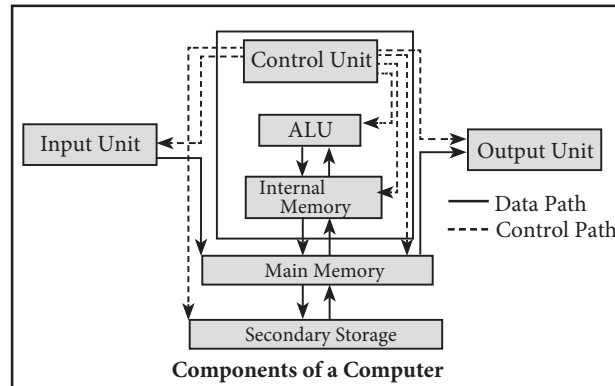 Control Unit
ALU
Input Unit
Output Unit
Internal
Memory
Data Path
Control Path
Main Memory
Secondary Storage
Components of a Computer